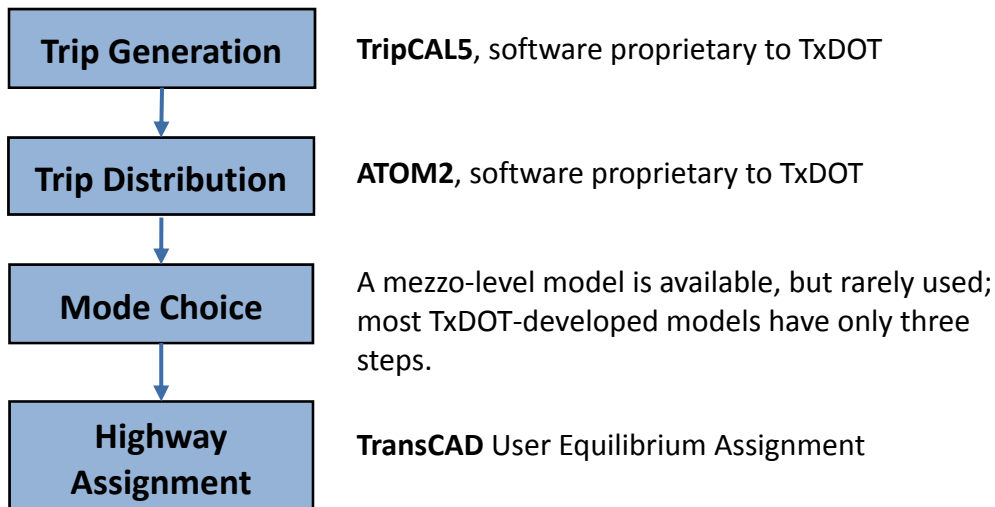 Trip Generation
TripCAL5, software proprietary to TxDOT
Trip Distribution
ATOM2, software proprietary to TxDOT
Mode Choice
A mezzo-level model is available, but rarely used;
most TxDOT-developed models have only three
steps.
Highway
Assignment
TransCAD User Equilibrium Assignment